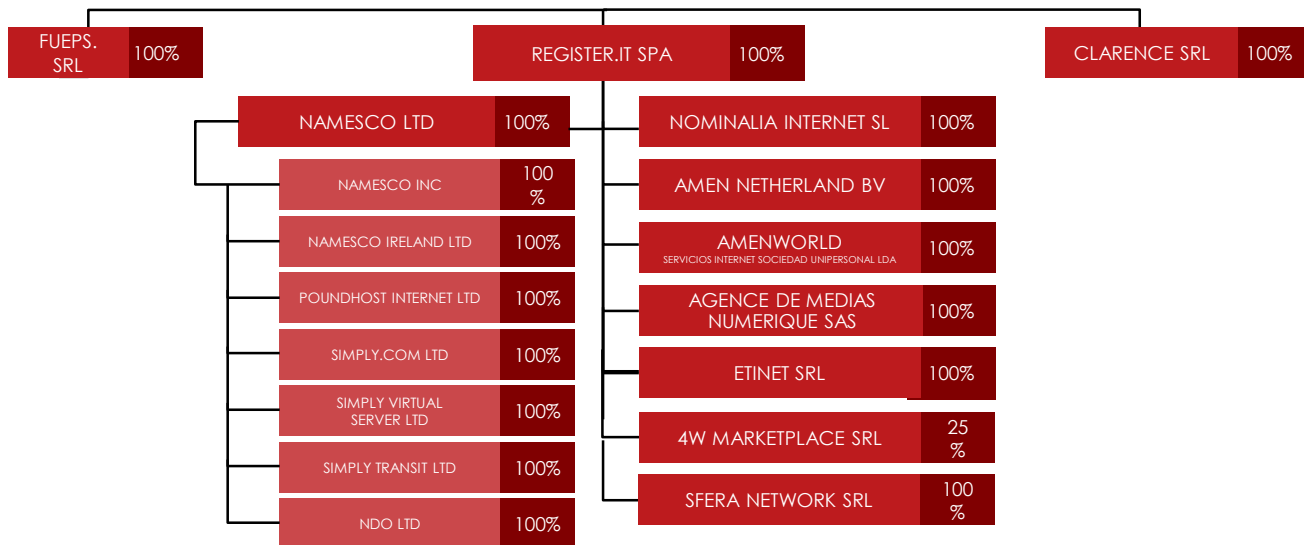 FUEPS.
SRL
100%
REGISTER.IT SPA
100%
CLARENCE SRL
100%
NAMESCO LTD
100%
NAMESCO INC
100
%
NAMESCO IRELAND LTD
100%
POUNDHOST INTERNET LTD
100%
SIMPLY.COM LTD
100%
SIMPLY VIRTUAL
SERVER LTD
100%
SIMPLY TRANSIT LTD
100%
NDO LTD
100%
NOMINALIA INTERNET SL
100%
AMEN NETHERLAND BV
100%
AMENWORLD
SERVICIOS INTERNET SOCIEDAD UNIPERSONAL LDA
100%
AGENCE DE MEDIAS
NUMERIQUE SAS
100%
ETINET SRL
100%
4W MARKETPLACE SRL
25
%
SFERA NETWORK SRL
100
%